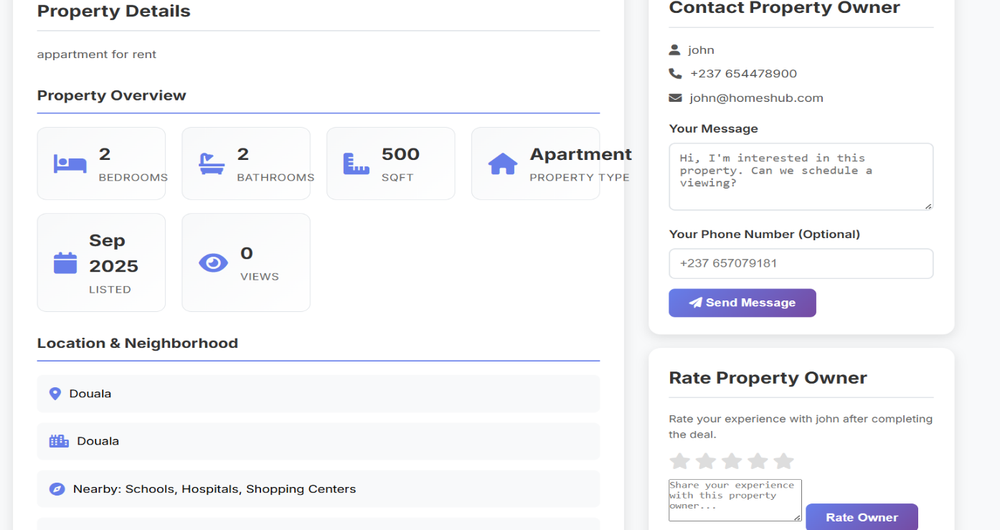 Property Details
appartment for rent
Property Overview
2
BEDROOMS
2
BATHROOMS
500
SQFT
Apartment
PROPERTY TYPE
Sep
2025
LISTED
0
VIEWS
Location & Neighborhood
Douala
Douala
Nearby: Schools, Hospitals, Shopping Centers
Contact Property Owner
john
+237 654478900
john@homeshub.com
Your Message
Hi, I'm interested in this
property. Can we schedule a
viewing?
Your Phone Number (Optional)
+237 657079181
Send Message
Rate Property Owner
Rate your experience with john after completing
the deal.
Share your experience
with this property
owner...
Rate Owner